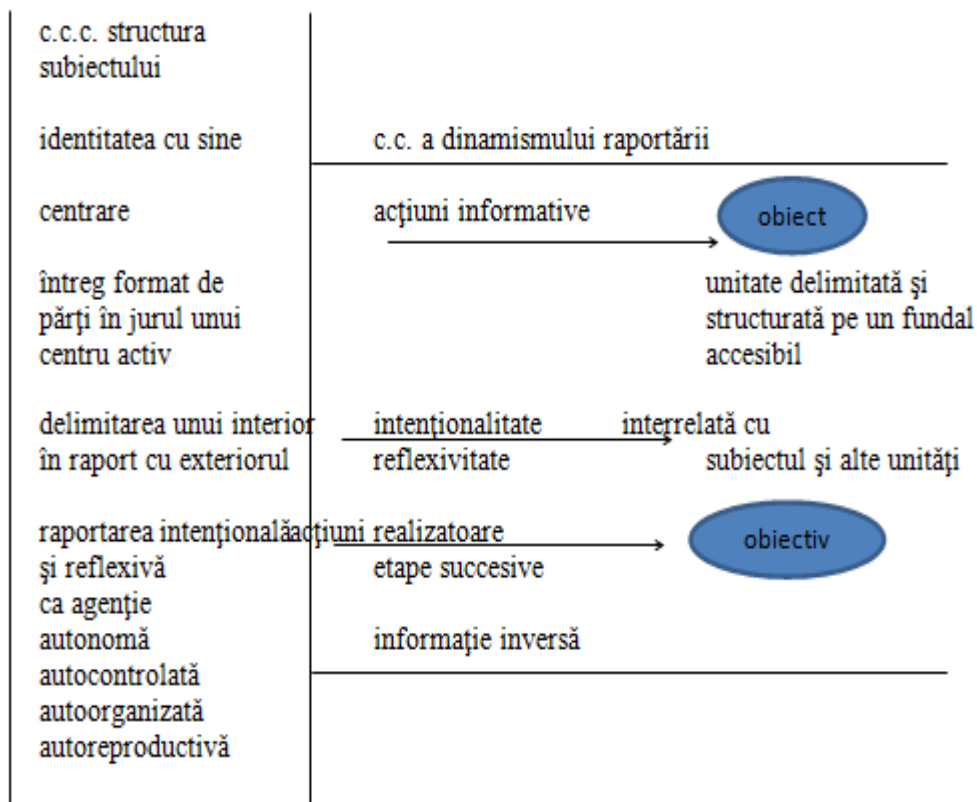 c.c.c. structura
subiectului
identitatea cu sine
c.c. a dinamismului raportării
centrare
acţiuni informative
obiect
întreg format de
părţi în jurul unui
centru activ
unitate delimitată şi
structurată pe un fundal
accesibil
delimitarea unui interior
în raport cu exteriorul
intenţionalitate
reflexivitate
interrelată cu
subiectul şi alte unităţi
raportarea intenţională
şi reflexivă
ca agenţie
autonomă
autocontrolată
autoorganizată
autoreproductivă
acţiuni realizatoare
etape succesive
informaţie inversă
obiectiv